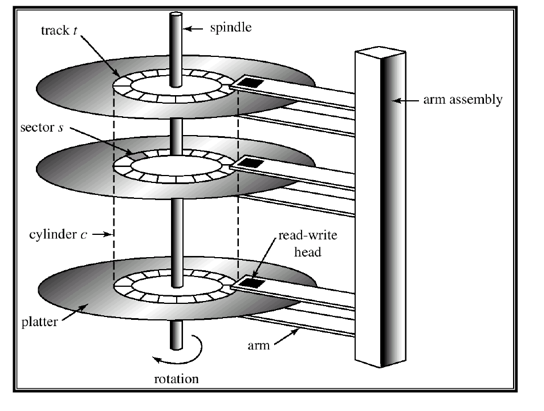 track t
spindle
arm assembly
sector s
cylinder c
read-write
head
platter
arm
rotation